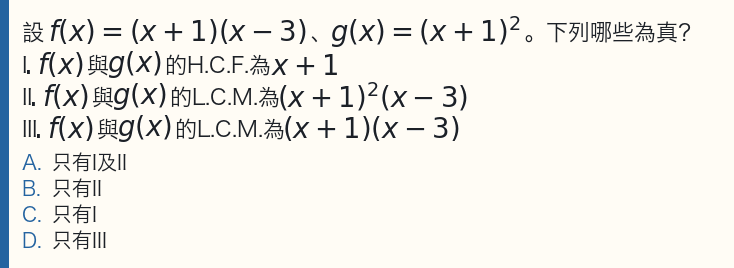 設 f(x) = (x + 1)(x − 3)、g(x) = (x + 1)²。下列哪些為真?
I. f(x) 與g(x) 的H.C.F.為x + 1
II. f(x) 與g(x) 的L.C.M.為(x + 1)²(x − 3)
III. f(x) 與g(x) 的L.C.M.為(x + 1)(x − 3)
A. 只有I及II
B. 只有II
C. 只有I
D. 只有III